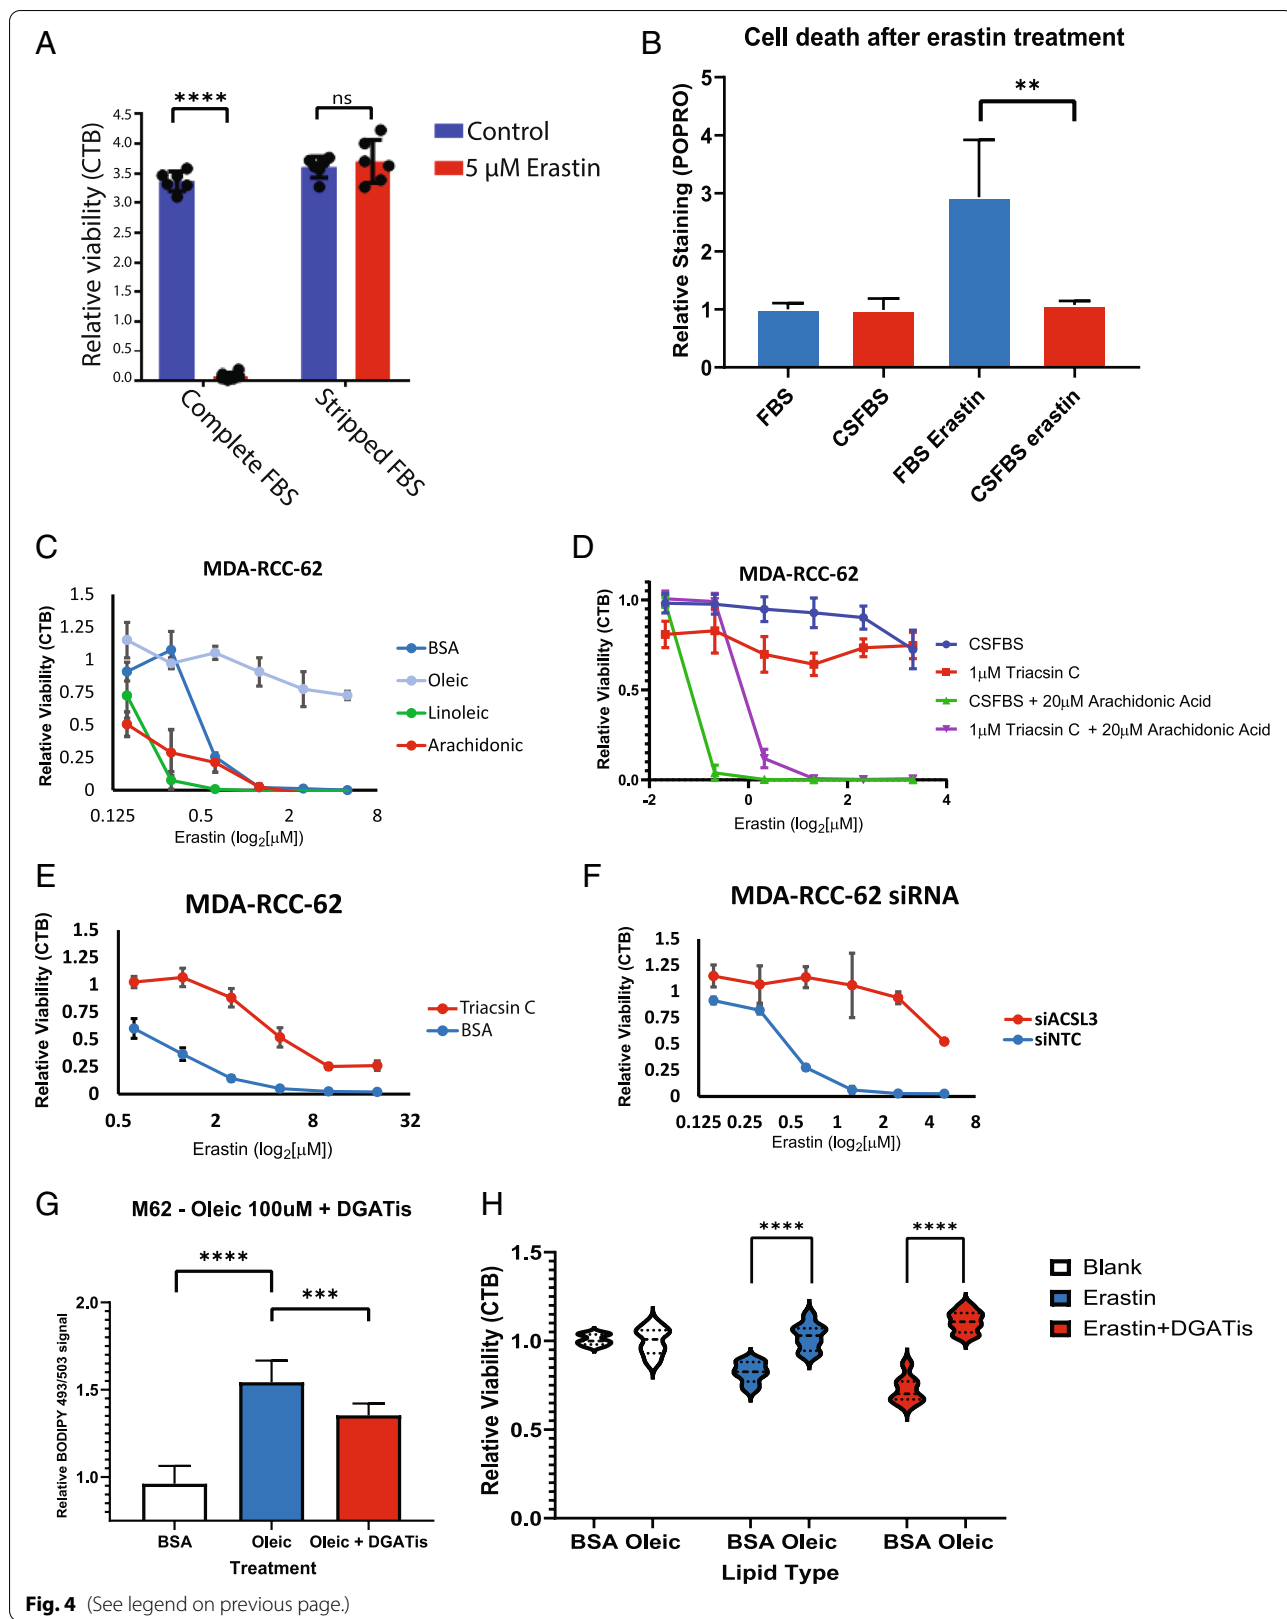 A
****
ns
4.5
4.0
3.5
3.0
2.5
2.0
1.5
1.0
0.5
0.0
Relative viability (CTB)
Complete FBS
Stripped FBS
Control
5 µM Erastin
B
Cell death after erastin treatment
**
5
4
3
2
1
0
Relative Staining (POPRO)
FBS
CSFBS
FBS Erastin
CSFBS erastin
C
MDA-RCC-62
1.5
1.25
1
0.75
0.5
0.25
0
Relative Viability (CTB)
0.125
0.5
2
8
Erastin (log2[µM])
BSA
Oleic
Linoleic
Arachidonic
D
MDA-RCC-62
1.0
0.5
0.0
Relative Viability (CTB)
-2
0
2
4
Erastin (log2[µM])
CSFBS
1µM Triacsin C
CSFBS + 20µM Arachidonic Acid
1µM Triacsin C + 20µM Arachidonic Acid
E
MDA-RCC-62
1.5
1.25
1
0.75
0.5
0.25
0
Relative Viability (CTB)
0.5
2
8
32
Erastin (log2[µM])
Triacsin C
BSA
F
MDA-RCC-62 siRNA
1.5
1.25
1
0.75
0.5
0.25
0
Relative Viability (CTB)
0.125
0.25
0.5
1
2
4
8
Erastin (log2[µM])
siACSL3
siNTC
G
M62 - Oleic 100uM + DGATis
****
***
2.0
1.5
1.0
Relative BODIPY 493/503 signal
BSA
Oleic
Oleic + DGATis
Treatment
H
****
****
1.5
1.0
0.5
0.0
Relative Viability (CTB)
BSA Oleic
BSA Oleic
BSA Oleic
Lipid Type
Blank
Erastin
Erastin+DGATis
Fig. 4 (See legend on previous page.)